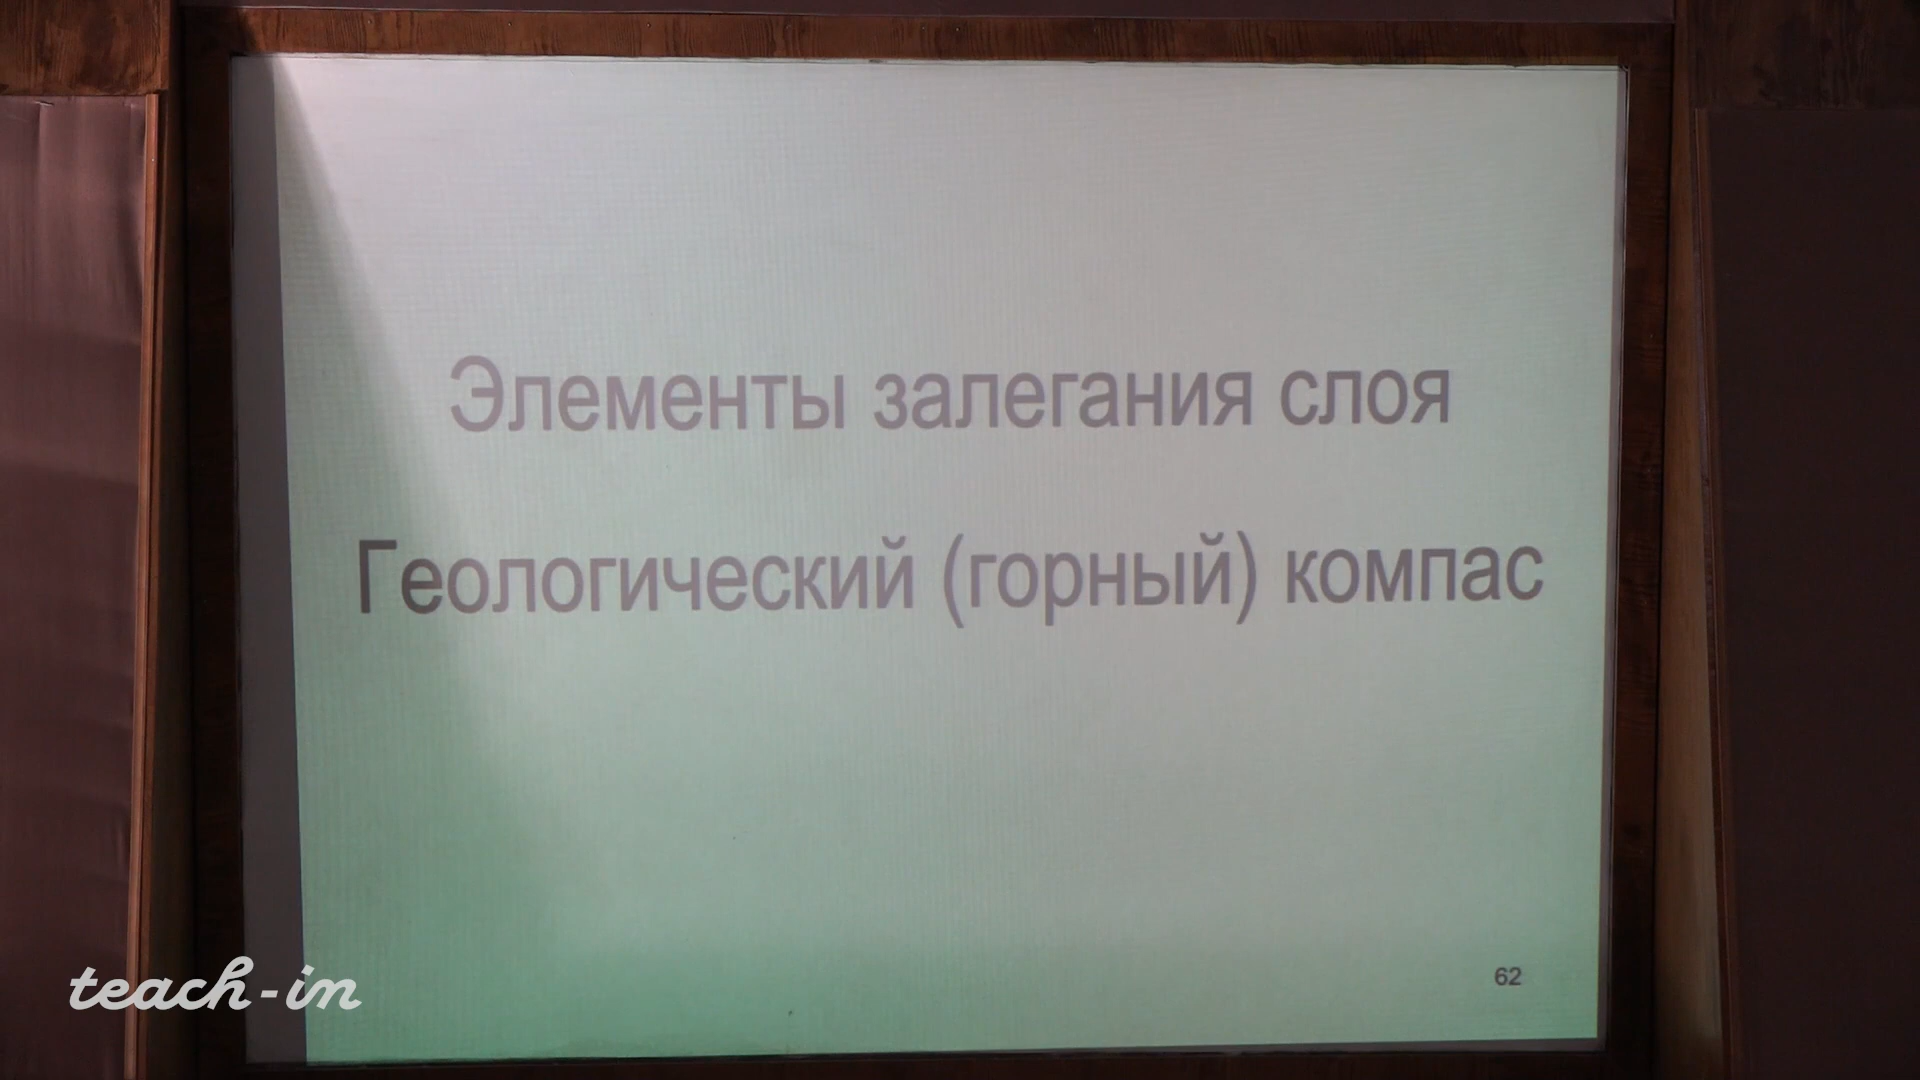 Элементы залегания слоя
Геологический (горный) компас
62
teach-in